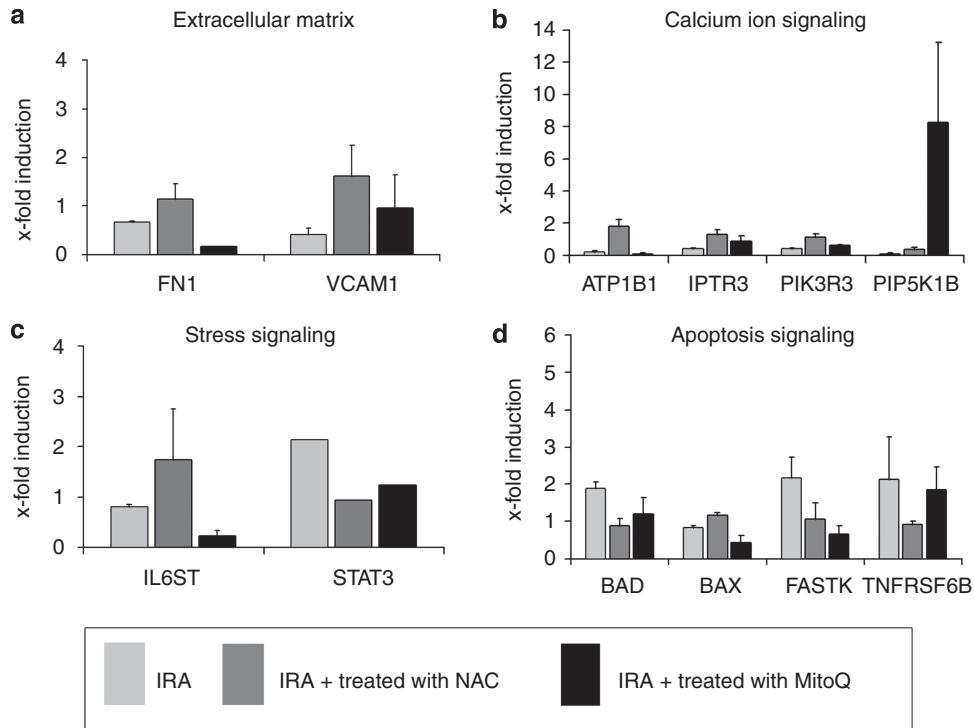 a
Extracellular matrix
x-fold induction
4
3
2
1
0
FN1 VCAM1
b
Calcium ion signaling
x-fold induction
14
12
10
8
6
4
2
0
ATP1B1 IPTR3 PIK3R3 PIP5K1B
c
Stress signaling
x-fold induction
4
3
2
1
0
IL6ST STAT3
d
Apoptosis signaling
x-fold induction
6
5
4
3
2
1
0
BAD BAX FASTK TNFRSF6B
IRA IRA + treated with NAC IRA + treated with MitoQ